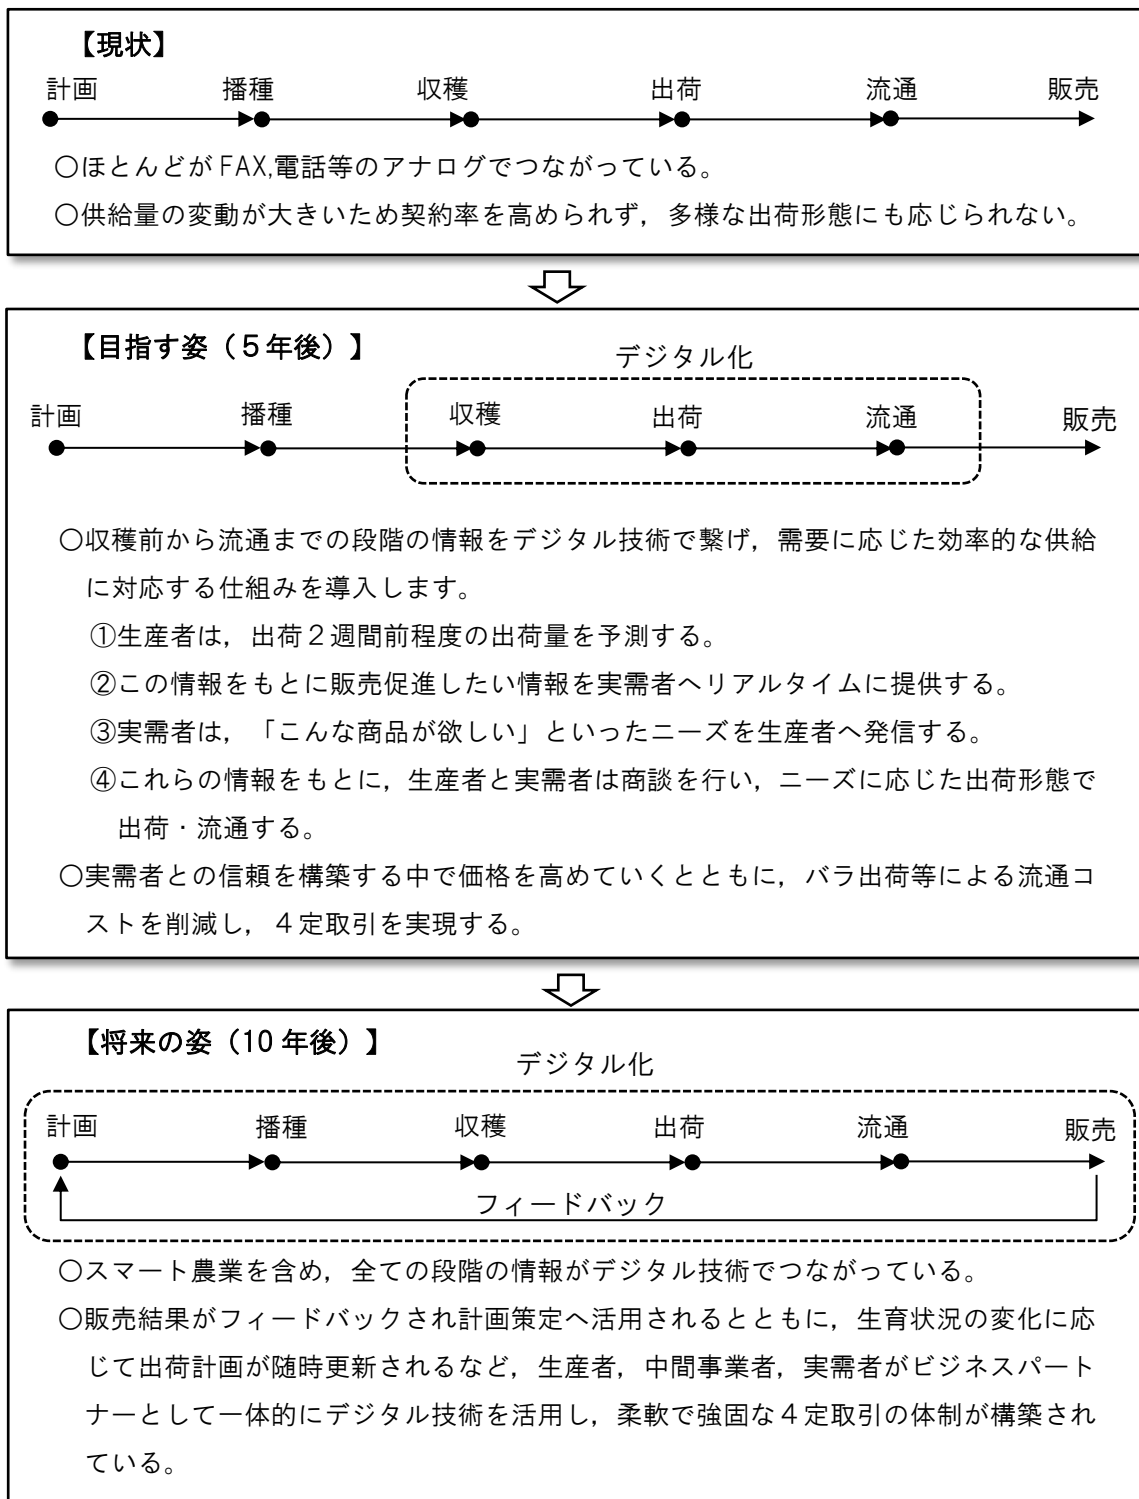 【現状】
計画 播種 収穫 出荷 流通 販売
○ほとんどがFAX,電話等のアナログでつながっている。
○供給量の変動が大きいため契約率を高められず，多様な出荷形態にも応じられない。
【目指す姿（５年後）】
デジタル化
計画 播種 収穫 出荷 流通 販売
○収穫前から流通までの段階の情報をデジタル技術で繋げ，需要に応じた効率的な供給
に対応する仕組みを導入します。
①生産者は，出荷２週間前程度の出荷量を予測する。
②この情報をもとに販売促進したい情報を実需者へリアルタイムに提供する。
③実需者は，「こんな商品が欲しい」といったニーズを生産者へ発信する。
④これらの情報をもとに，生産者と実需者は商談を行い，ニーズに応じた出荷形態で
出荷・流通する。
○実需者との信頼を構築する中で価格を高めていくとともに，バラ出荷等による流通コ
ストを削減し，４定取引を実現する。
【将来の姿（10年後）】
デジタル化
計画 播種 収穫 出荷 流通 販売
フィードバック
○スマート農業を含め，全ての段階の情報がデジタル技術でつながっている。
○販売結果がフィードバックされ計画策定へ活用されるとともに，生育状況の変化に応
じて出荷計画が随時更新されるなど，生産者，中間事業者，実需者がビジネスパート
ナーとして一体的にデジタル技術を活用し，柔軟で強固な４定取引の体制が構築され
ている。